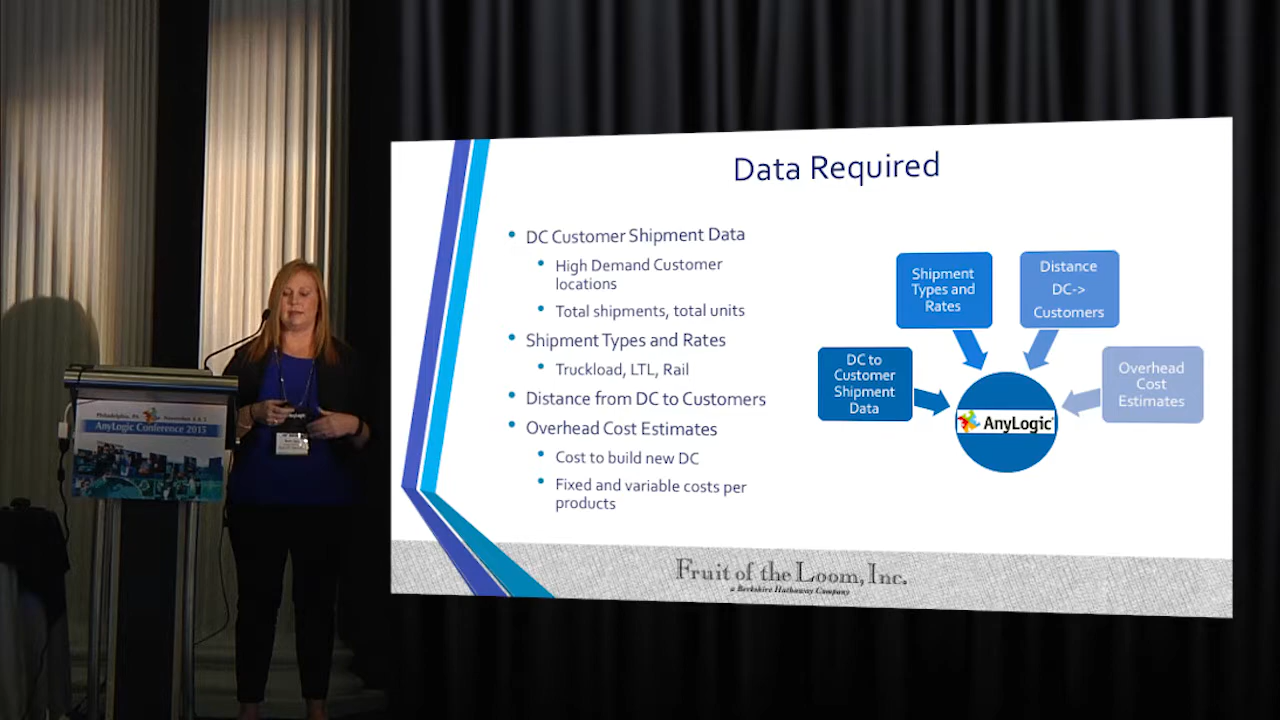 Data Required
• DC Customer Shipment Data
• High Demand Customer
locations
• Total shipments, total units
• Shipment Types and Rates
• Truckload, LTL, Rail
• Distance from DC to Customers
• Overhead Cost Estimates
• Cost to build new DC
• Fixed and variable costs per
products
Shipment
Types and
Rates
Distance
DC->
Customers
DC to
Customer
Shipment
Data
Overhead
Cost
Estimates
AnyLogic
Fruit of the Loom, Inc.
a Berkshire Hathaway Company
Philadelphia, PA
AnyLogic Conference 2015